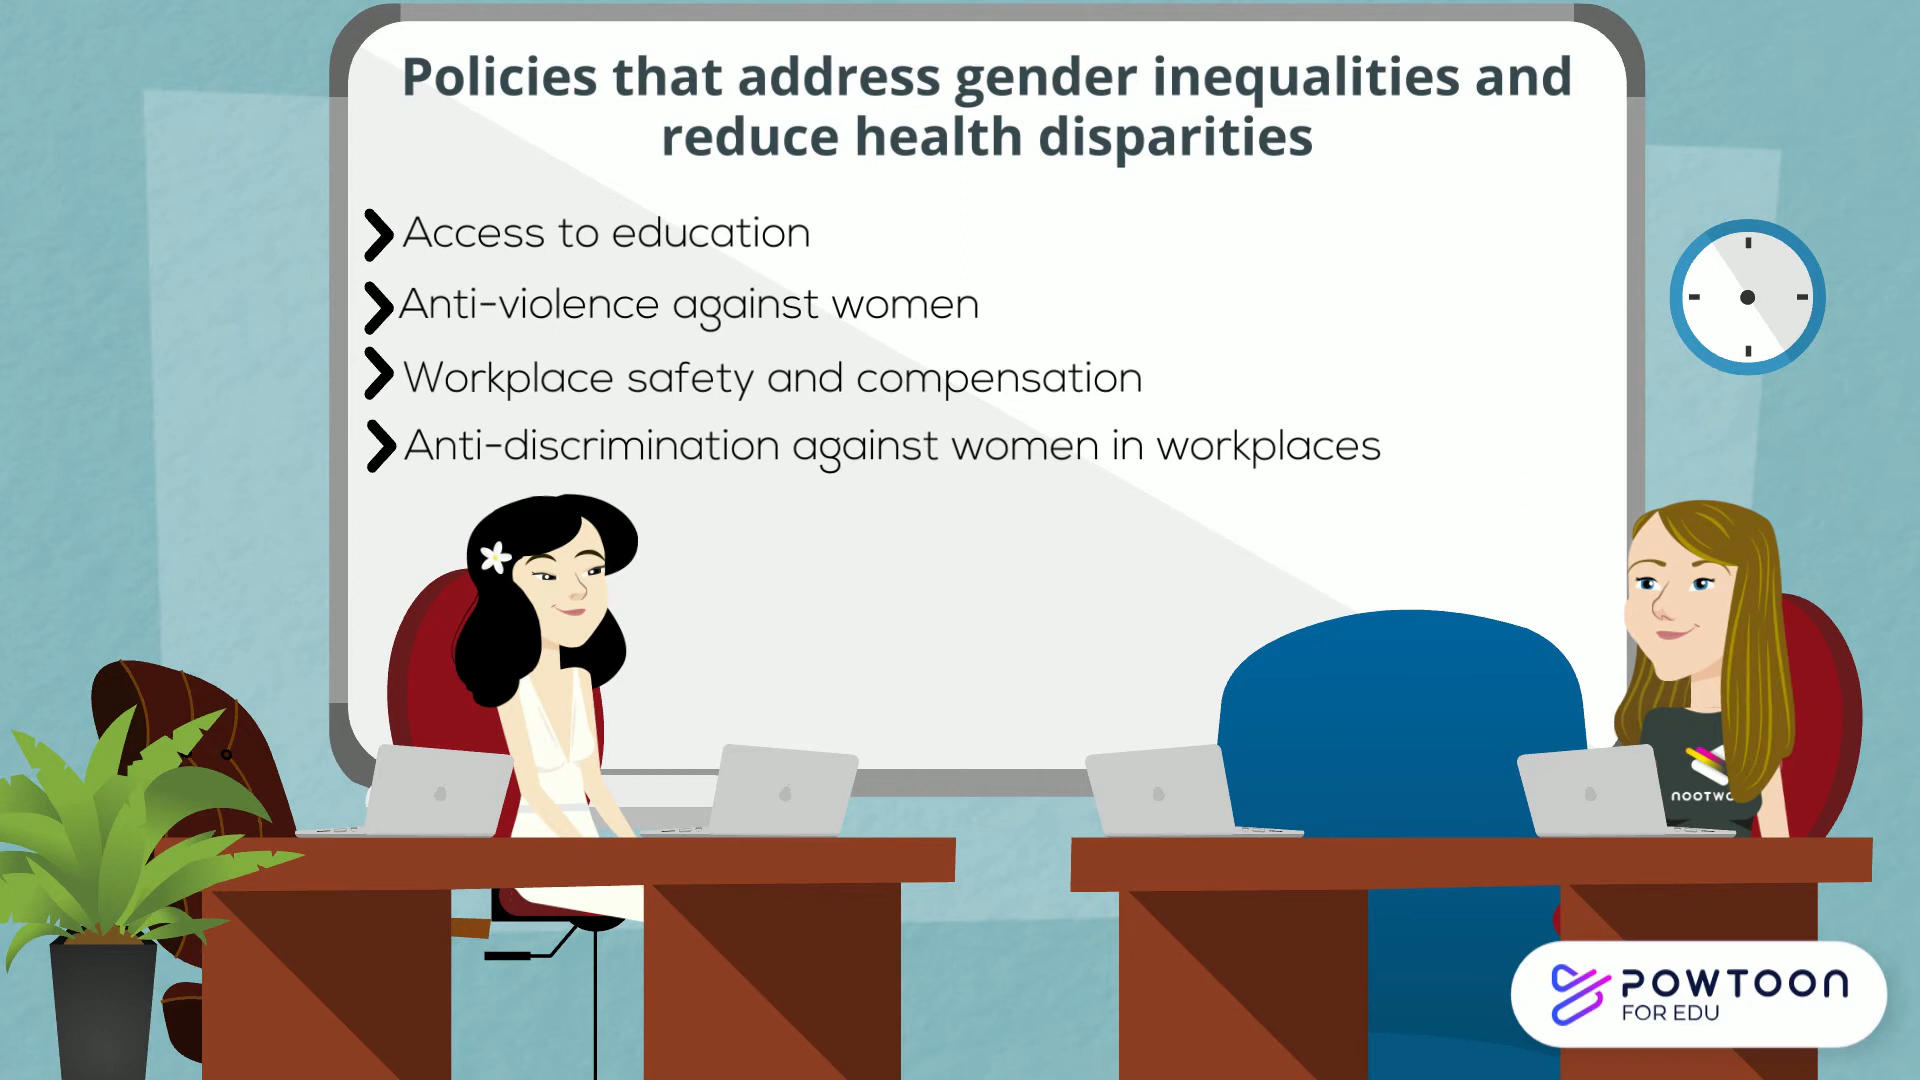 Policies that address gender inequalities and
reduce health disparities
Access to education
Anti-violence against women
Workplace safety and compensation
Anti-discrimination against women in workplaces
POWTOON
FOR EDU